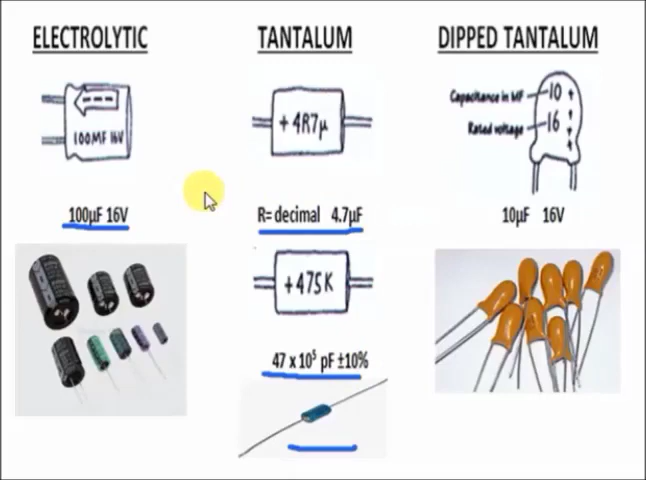 ELECTROLYTIC
TANTALUM
DIPPED TANTALUM
100MF 16V
+4R7µ
Capacitance in MF
10 +
Rated voltage
16 +
+
100µF 16V
R= decimal 4.7µF
10µF 16V
+475K
47 x 10⁵ pF ±10%